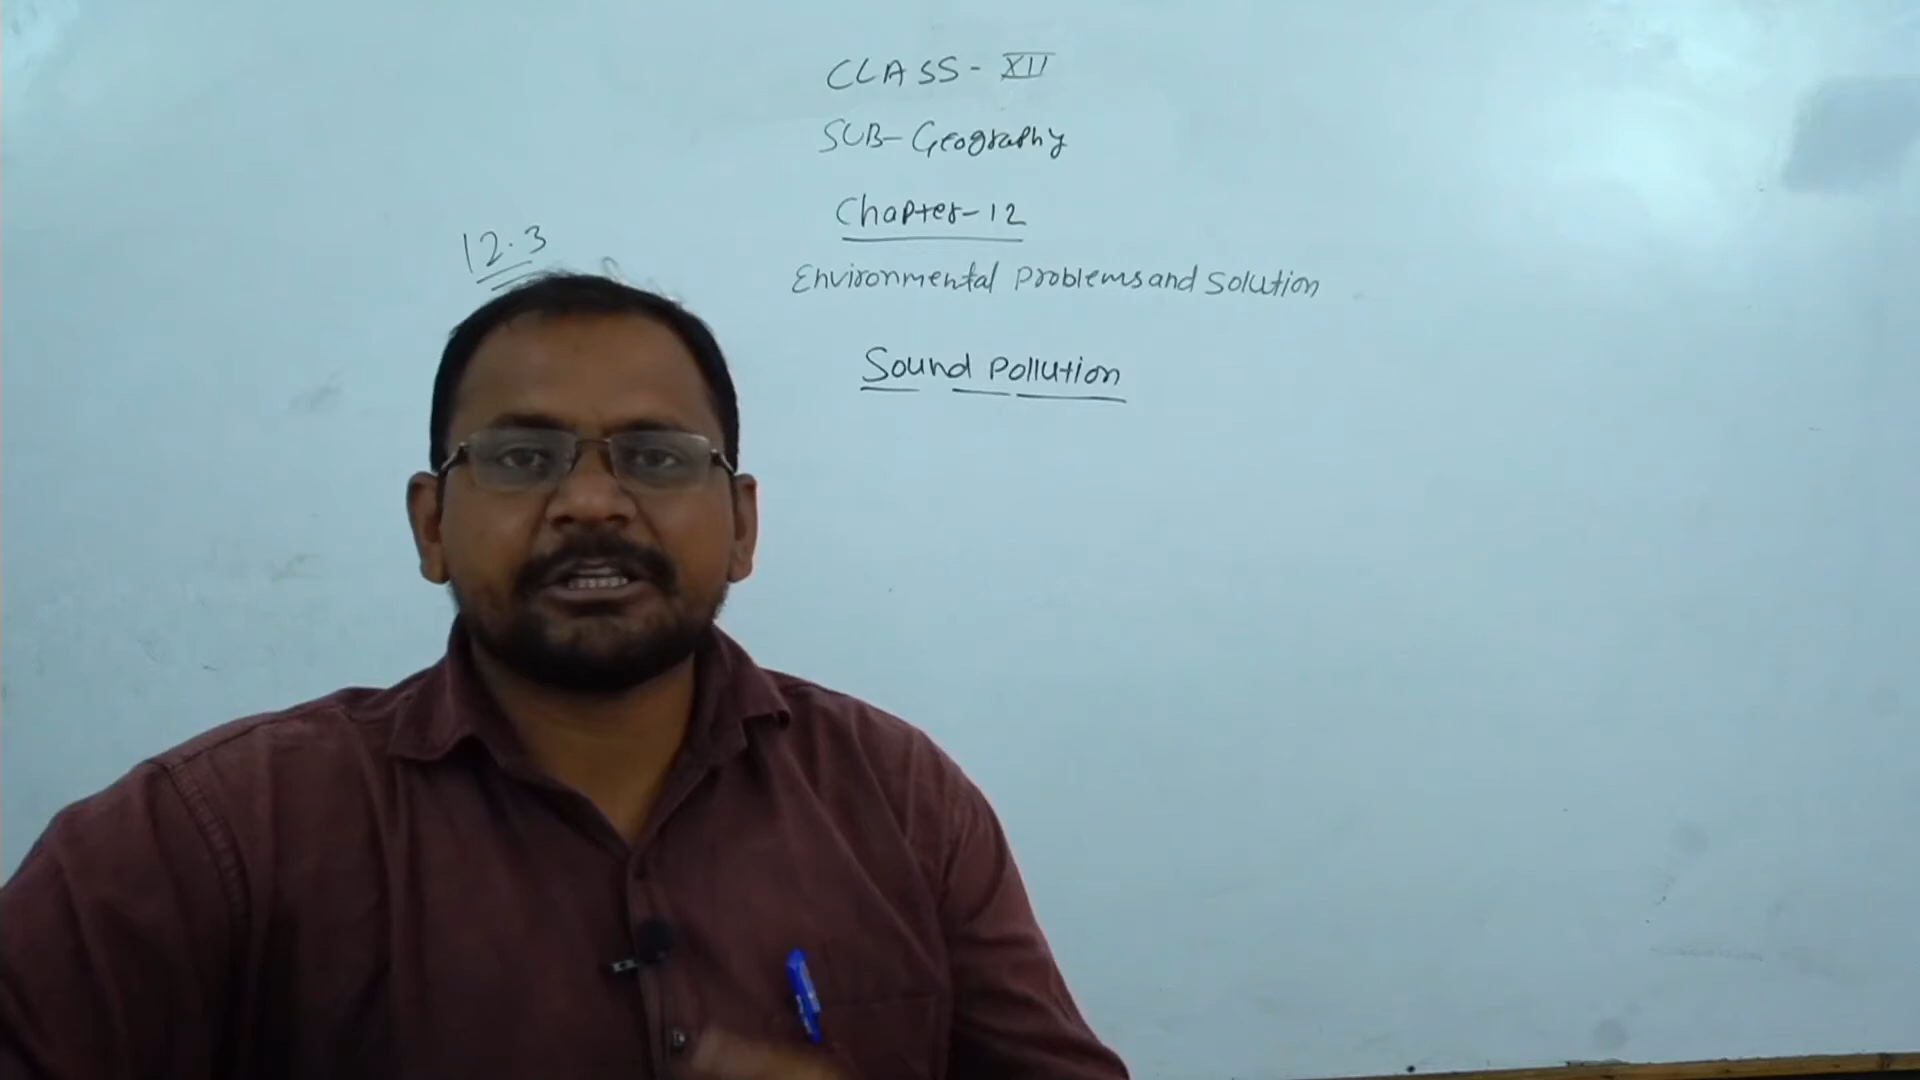 CLASS - XII
SUB- Geography
Chapter-12
12.3
Environmental Problems and Solution
Sound Pollution